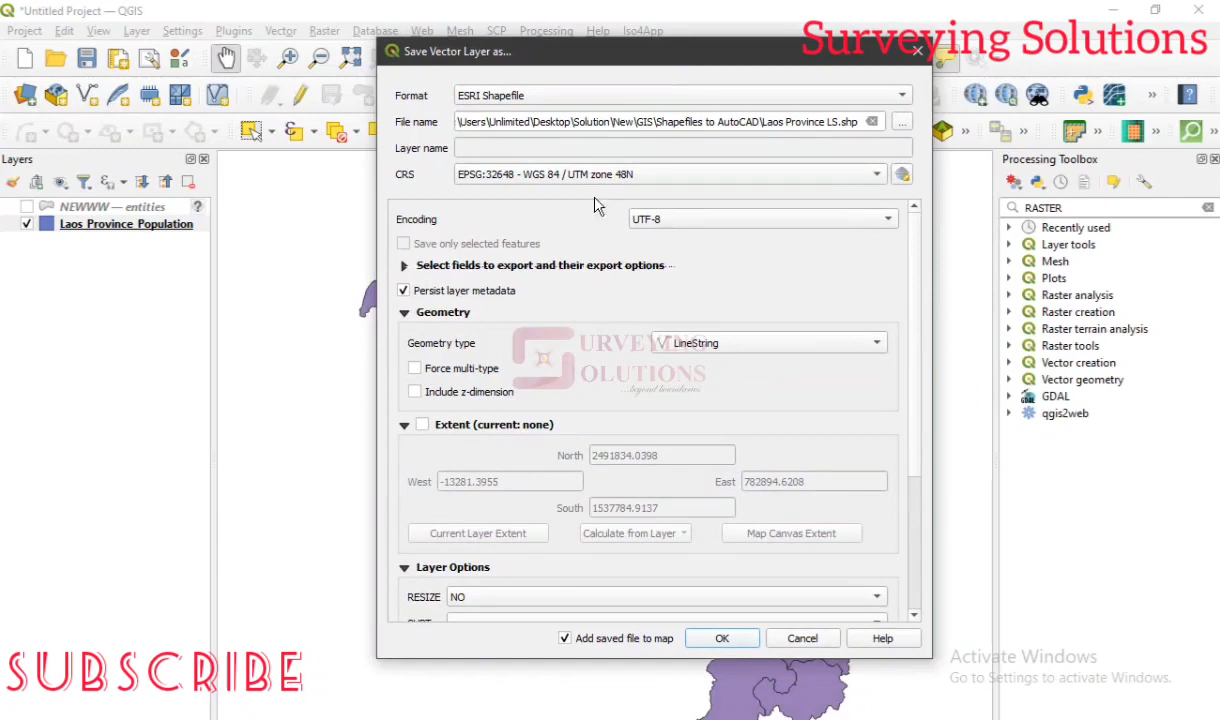 *Untitled Project — QGIS
Project Edit View Layer Settings Plugins Vector Raster Database Web Mesh SCP Processing Help Iso4App
Surveying Solutions
Save Vector Layer as...
Format ESRI Shapefile
File name \Users\Unlimited\Desktop\Solution\New\GIS\Shapefiles to AutoCAD\Laos Province LS.shp ...
Layer name
CRS EPSG:32648 - WGS 84 / UTM zone 48N
Encoding UTF-8
Save only selected features
Select fields to export and their export options
Persist layer metadata
Geometry
Geometry type LineString
Force multi-type
Include z-dimension
Extent (current: none)
North 2491834.0398
West -13281.3955 East 782894.6208
South 1537784.9137
Current Layer Extent Calculate from Layer Map Canvas Extent
Layer Options
RESIZE NO
Add saved file to map OK Cancel Help
URVEYING
SOLUTIONS
...beyond boundaries
Layers
NEWWW — entities ?
Laos Province Population
Processing Toolbox
RASTER
Recently used
Layer tools
Mesh
Plots
Raster analysis
Raster creation
Raster terrain analysis
Raster tools
Vector creation
Vector geometry
GDAL
qgis2web
SUBSCRIBE
Activate Windows
Go to Settings to activate Windows.